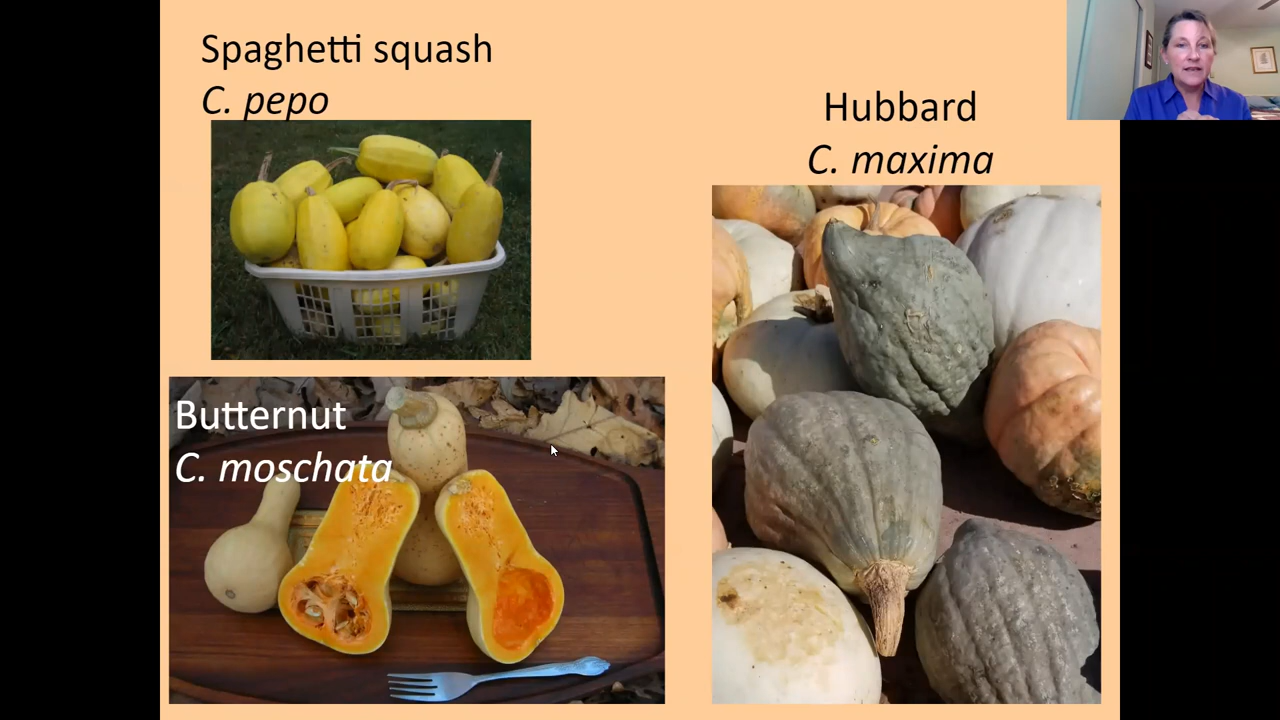 Spaghetti squash
C. pepo
Hubbard
C. maxima
Butternut
C. moschata